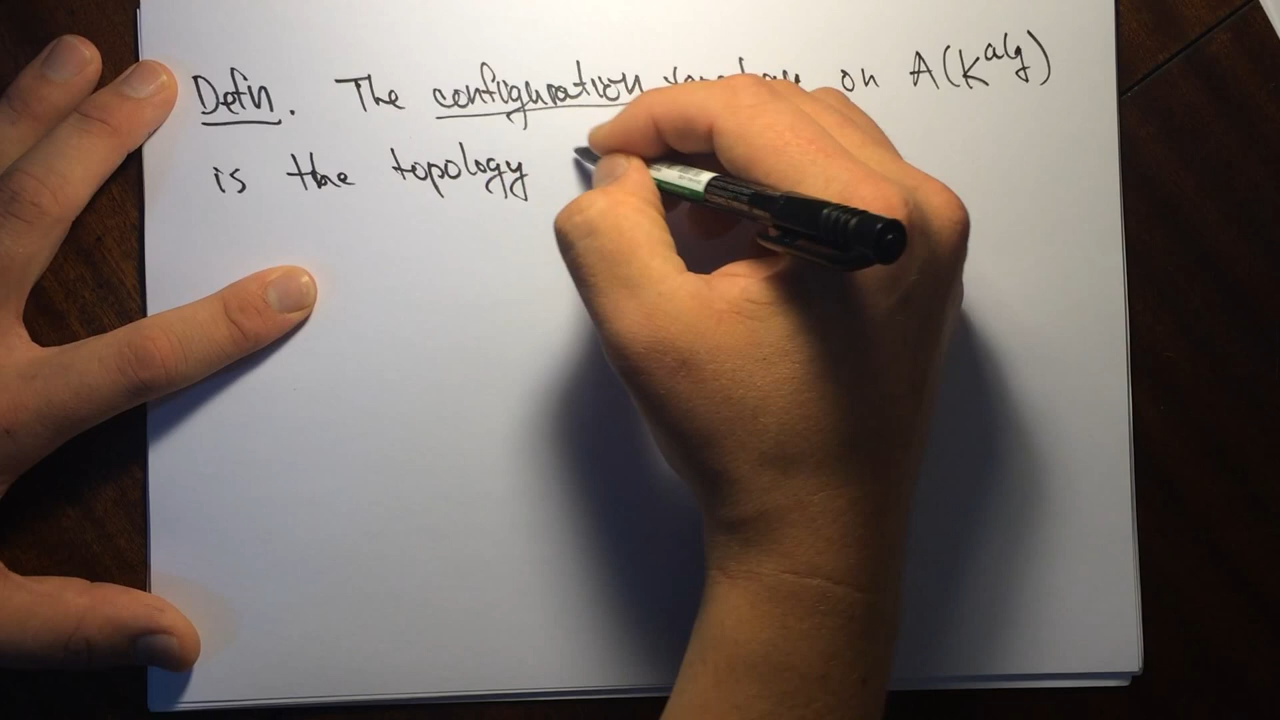 Defn. The configuration on A(K^alg)
is the topology